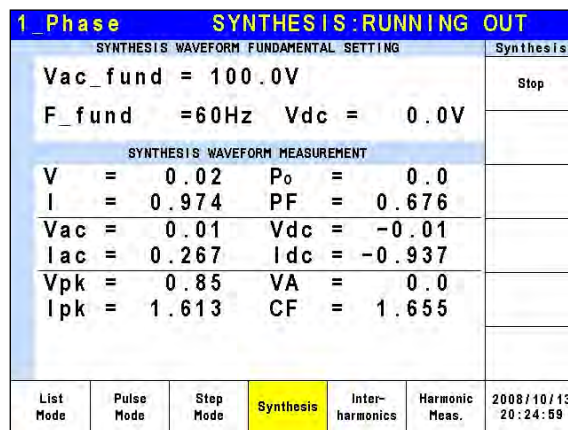 1_Phase SYNTHESIS:RUNNING OUT
SYNTHESIS WAVEFORM FUNDAMENTAL SETTING
Synthesis
Vac_fund = 100.0V
Stop
F_fund =60Hz Vdc = 0.0V
SYNTHESIS WAVEFORM MEASUREMENT
V = 0.02 Po = 0.0
I = 0.974 PF = 0.676
Vac = 0.01 Vdc = -0.01
Iac = 0.267 Idc = -0.937
Vpk = 0.85 VA = 0.0
Ipk = 1.613 CF = 1.655
List Mode
Pulse Mode
Step Mode
Synthesis
Inter- harmonics
Harmonic Meas.
2008/10/13
20:24:59